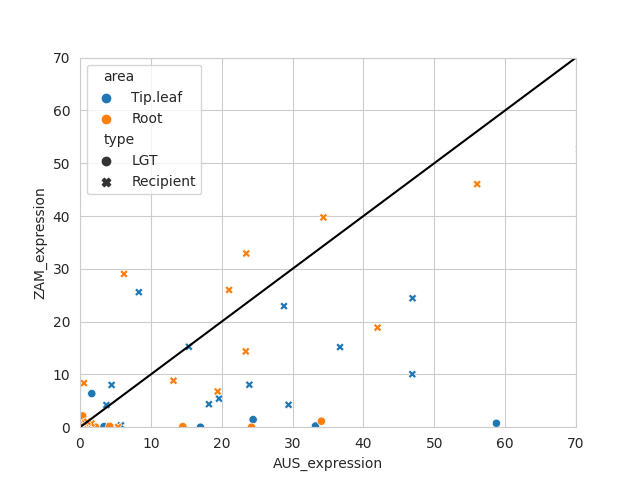 area
Tip.leaf
Root
type
LGT
Recipient
70
60
50
40
30
20
10
0
ZAM_expression
0 10 20 30 40 50 60 70
AUS_expression